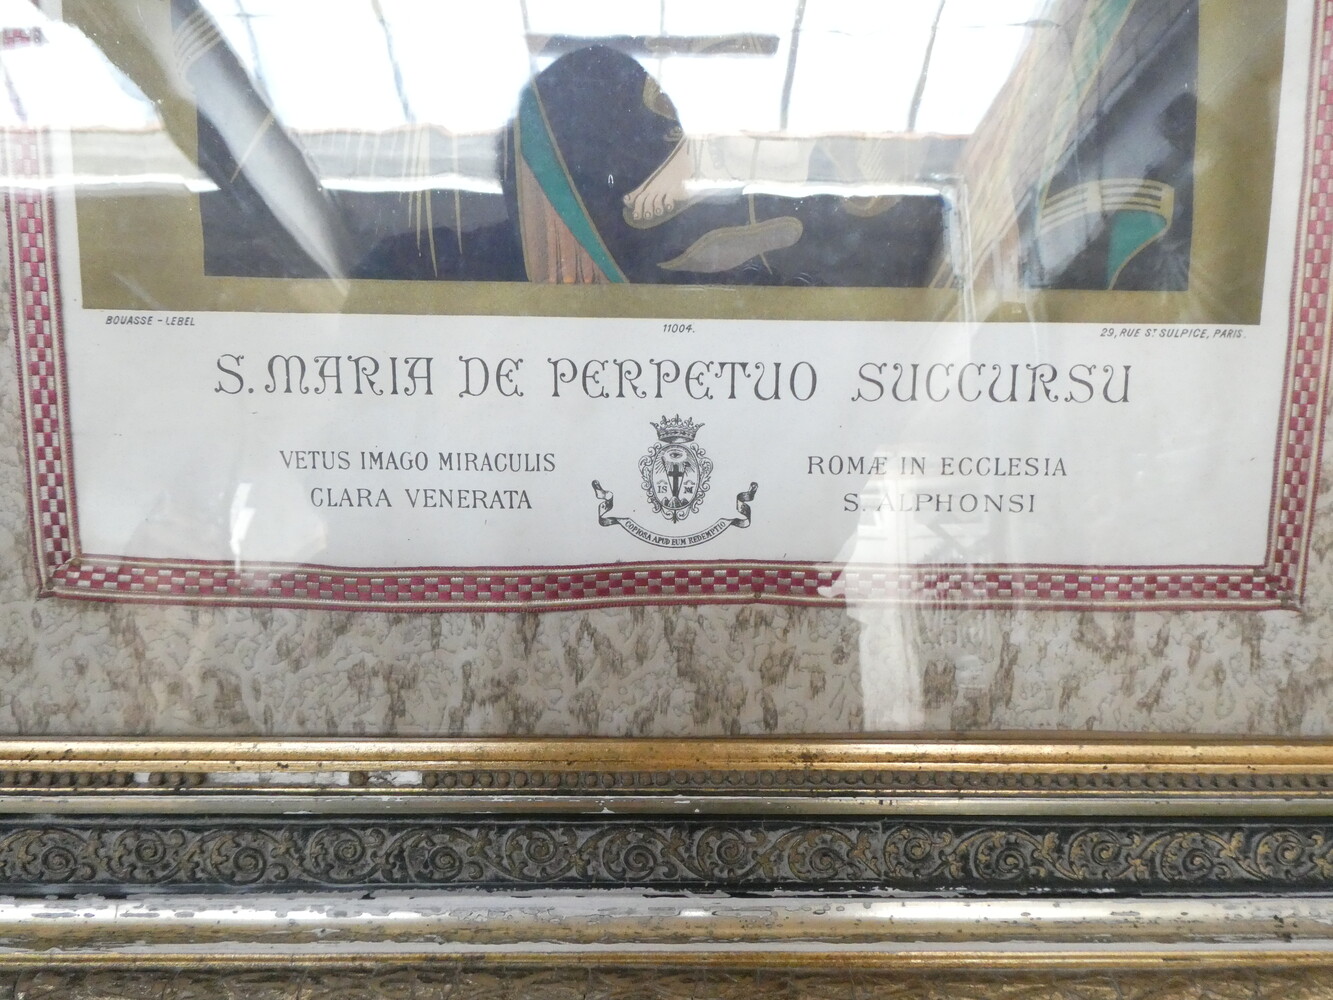 BOUASSE - LEBEL
11004.
29, RUE ST SULPICE, PARIS.
S. MARIA DE PERPETUO SUCCURSU
VETUS IMAGO MIRACULIS
CLARA VENERATA
COPIOSA APUD EUM REDEMPTIO
ROMÆ IN ECCLESIA
S. ALPHONSI